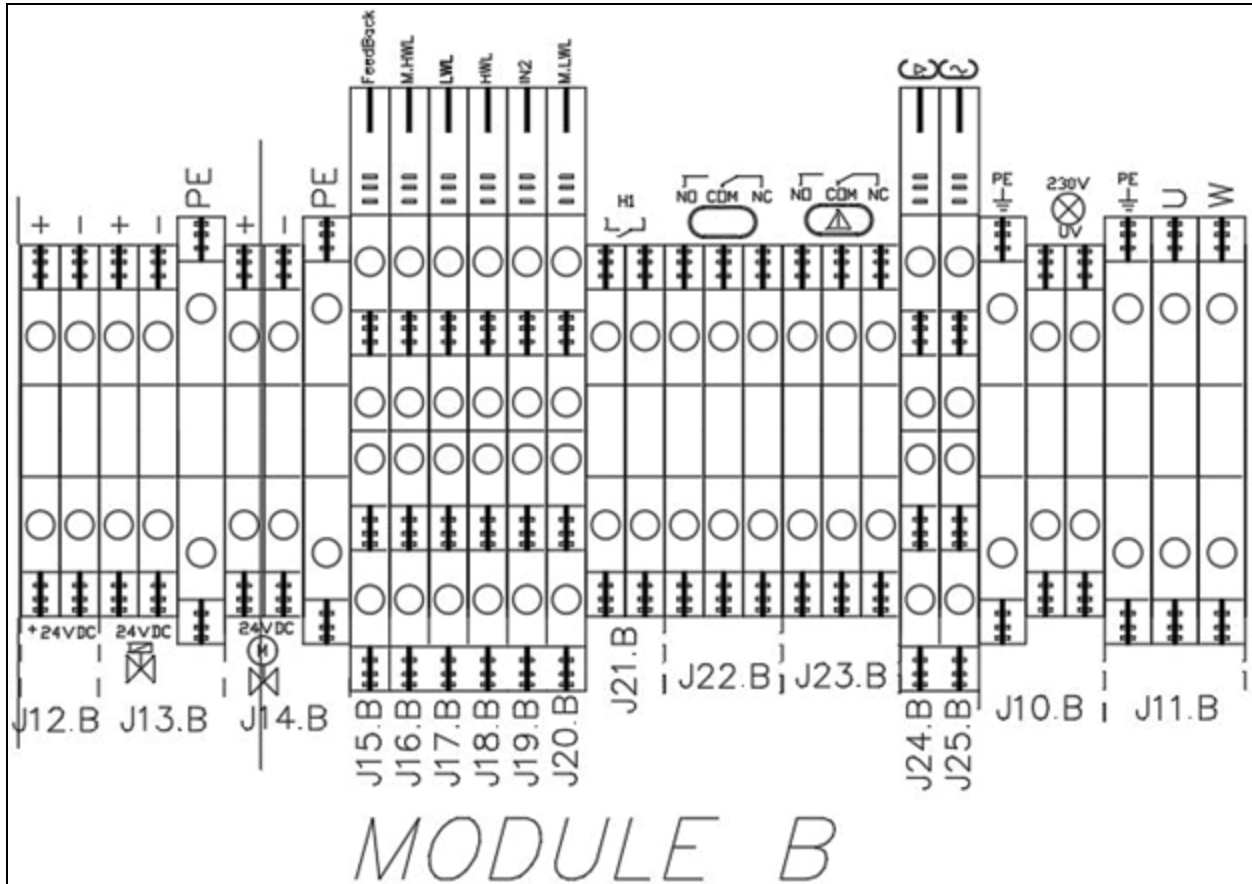 FeedBack
M.HWL
LWL
HWL
IN2
M.LWL
+ - + - PE + - PE
H1
NO COM NC
NO COM NC
PE
230V
UV
PE
U
W
+24VDC
24VDC
24VDC
M
J12.B
J13.B
J14.B
J15.B
J16.B
J17.B
J18.B
J19.B
J20.B
J21.B
J22.B
J23.B
J24.B
J25.B
J10.B
J11.B
MODULE B